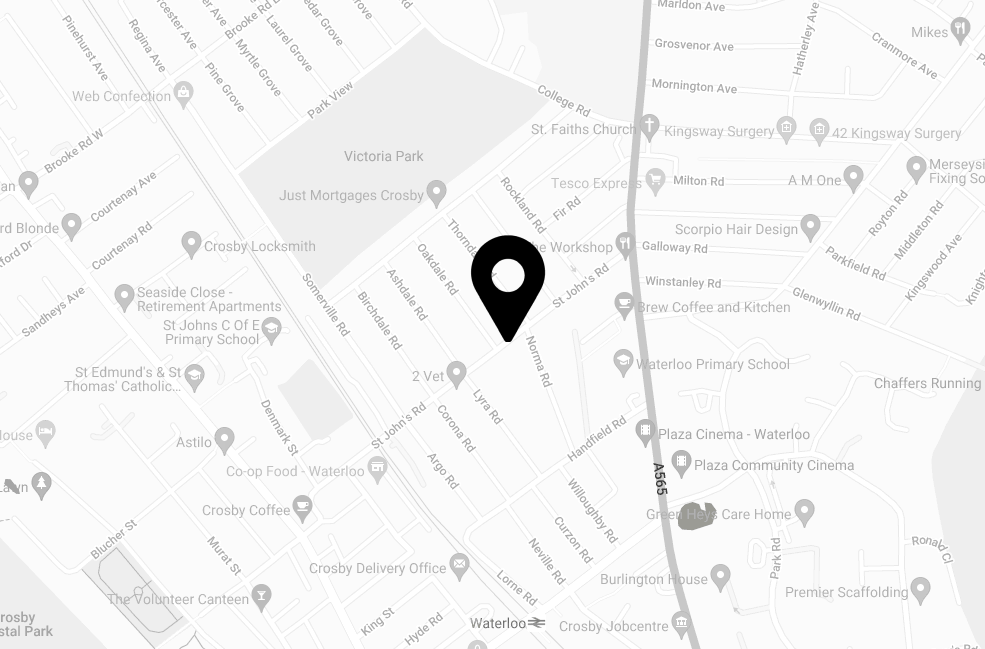 Marldon Ave
Brooke Rd E
Pinehurst Ave
Regina Ave
Laurel Grove
Myrtle Grove
Pine Grove
Park View
Grosvenor Ave
Hatherley Ave
Mikes
Cranmore Ave
Mornington Ave
Web Confection
College Rd
St. Faiths Church
Kingsway Surgery
42 Kingsway Surgery
Brooke Rd W
Victoria Park
Courtenay Ave
Just Mortgages Crosby
Rockland Rd
Fir Rd
Tesco Express
Milton Rd
A M One
Fixing
Royton Rd
Middleton Rd
Kingswood Ave
Blonde
Courtenay Rd
Crosby Locksmith
Oakdale Rd
Workshop
Galloway Rd
Scorpio Hair Design
Parkfield Rd
Sandheys Ave
Seaside Close -
Retirement Apartments
Somerville Rd
Birchdale Rd
Ashdale Rd
St John's Rd
Winstanley Rd
Brew Coffee and Kitchen
Glenwyllin Rd
St Johns C Of E
Primary School
St Edmund's & St
Thomas' Catholic...
2 Vet
Norma Rd
Waterloo Primary School
Chaffers Running
Denmark St
St John's Rd
Lyra Rd
Corona Rd
Argo Rd
Handfield Rd
Plaza Cinema - Waterloo
Plaza Community Cinema
A565
Astilo
Co-op Food - Waterloo
Crosby Coffee
Willoughby Rd
Curzon Rd
Neville Rd
Green Heys Care Home
Blucher St
Muret St
Crosby Delivery Office
Lorne Rd
Burlington House
Park Rd
Ronald Cl
Premier Scaffolding
The Volunteer Canteen
King St
Hyde Rd
Waterloo
Crosby Jobcentre
Park